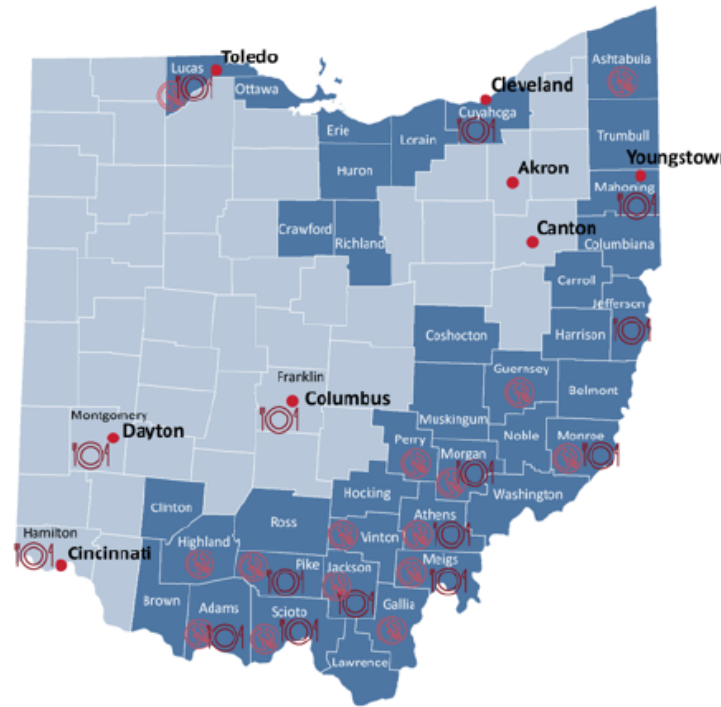 Toledo
Lucas
Ottawa
Ashtabula
Cleveland
Cuyahoga
Erie
Lorain
Trumbull
Huron
Youngstown
Akron
Mahoning
Crawford
Richland
Canton
Columbiana
Carroll
Jefferson
Coshocton
Harrison
Guernsey
Franklin
Columbus
Belmont
Montgomery
Dayton
Muskingum
Perry
Noble
Monroe
Morgan
Hocking
Washington
Clinton
Athens
Ross
Hamilton
Highland
Vinton
Cincinnati
Pike
Jackson
Meigs
Brown
Adams
Scioto
Gallia
Lawrence